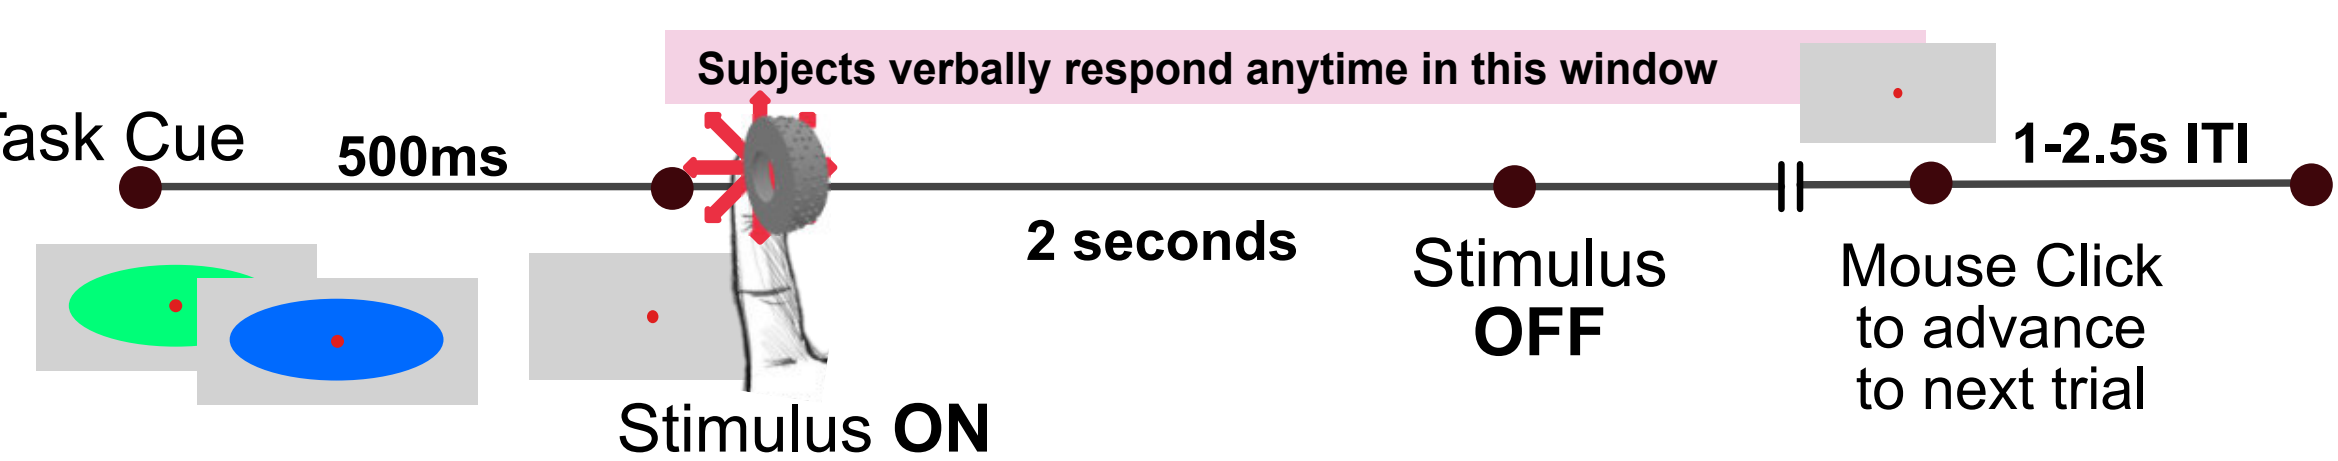 Subjects verbally respond anytime in this window
Task Cue
500ms
1-2.5s ITI
2 seconds
Stimulus
OFF
Mouse Click
to advance
to next trial
Stimulus ON